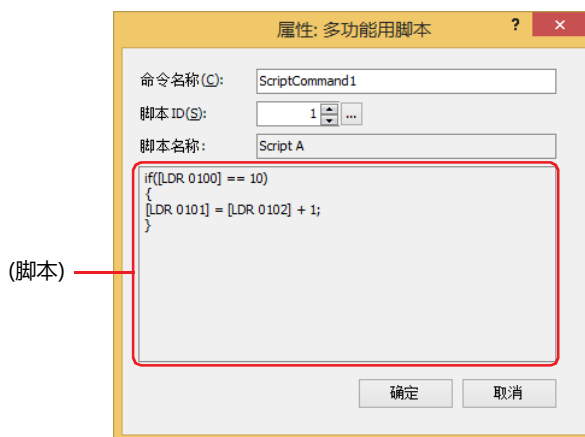 属性: 多功能用脚本
? ×
命令名称(C): ScriptCommand1
脚本 ID(S): 1 ...
脚本名称: Script A
if([LDR 0100] == 10)
{
[LDR 0101] = [LDR 0102] + 1;
}
(脚本)
确定 取消